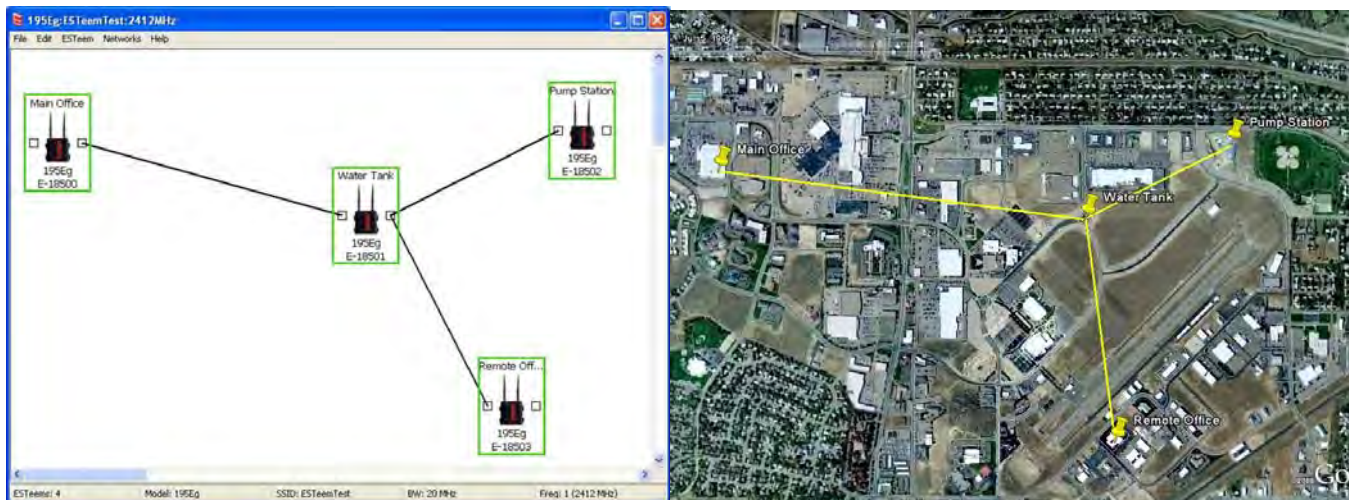 195Eg:ESTeemTest:2412MHz
File Edit ESTeem Networks Help
Main Office
195Eg
E-18500
Pump Station
195Eg
E-18502
Water Tank
195Eg
E-18501
Remote Off...
195Eg
E-18503
ESTeems: 4 Model: 195Eg SSID: ESTeemTest BW: 20 MHz Freq: 1 (2412 MHz)
Pump Station
Main Office
Water Tank
Remote Office